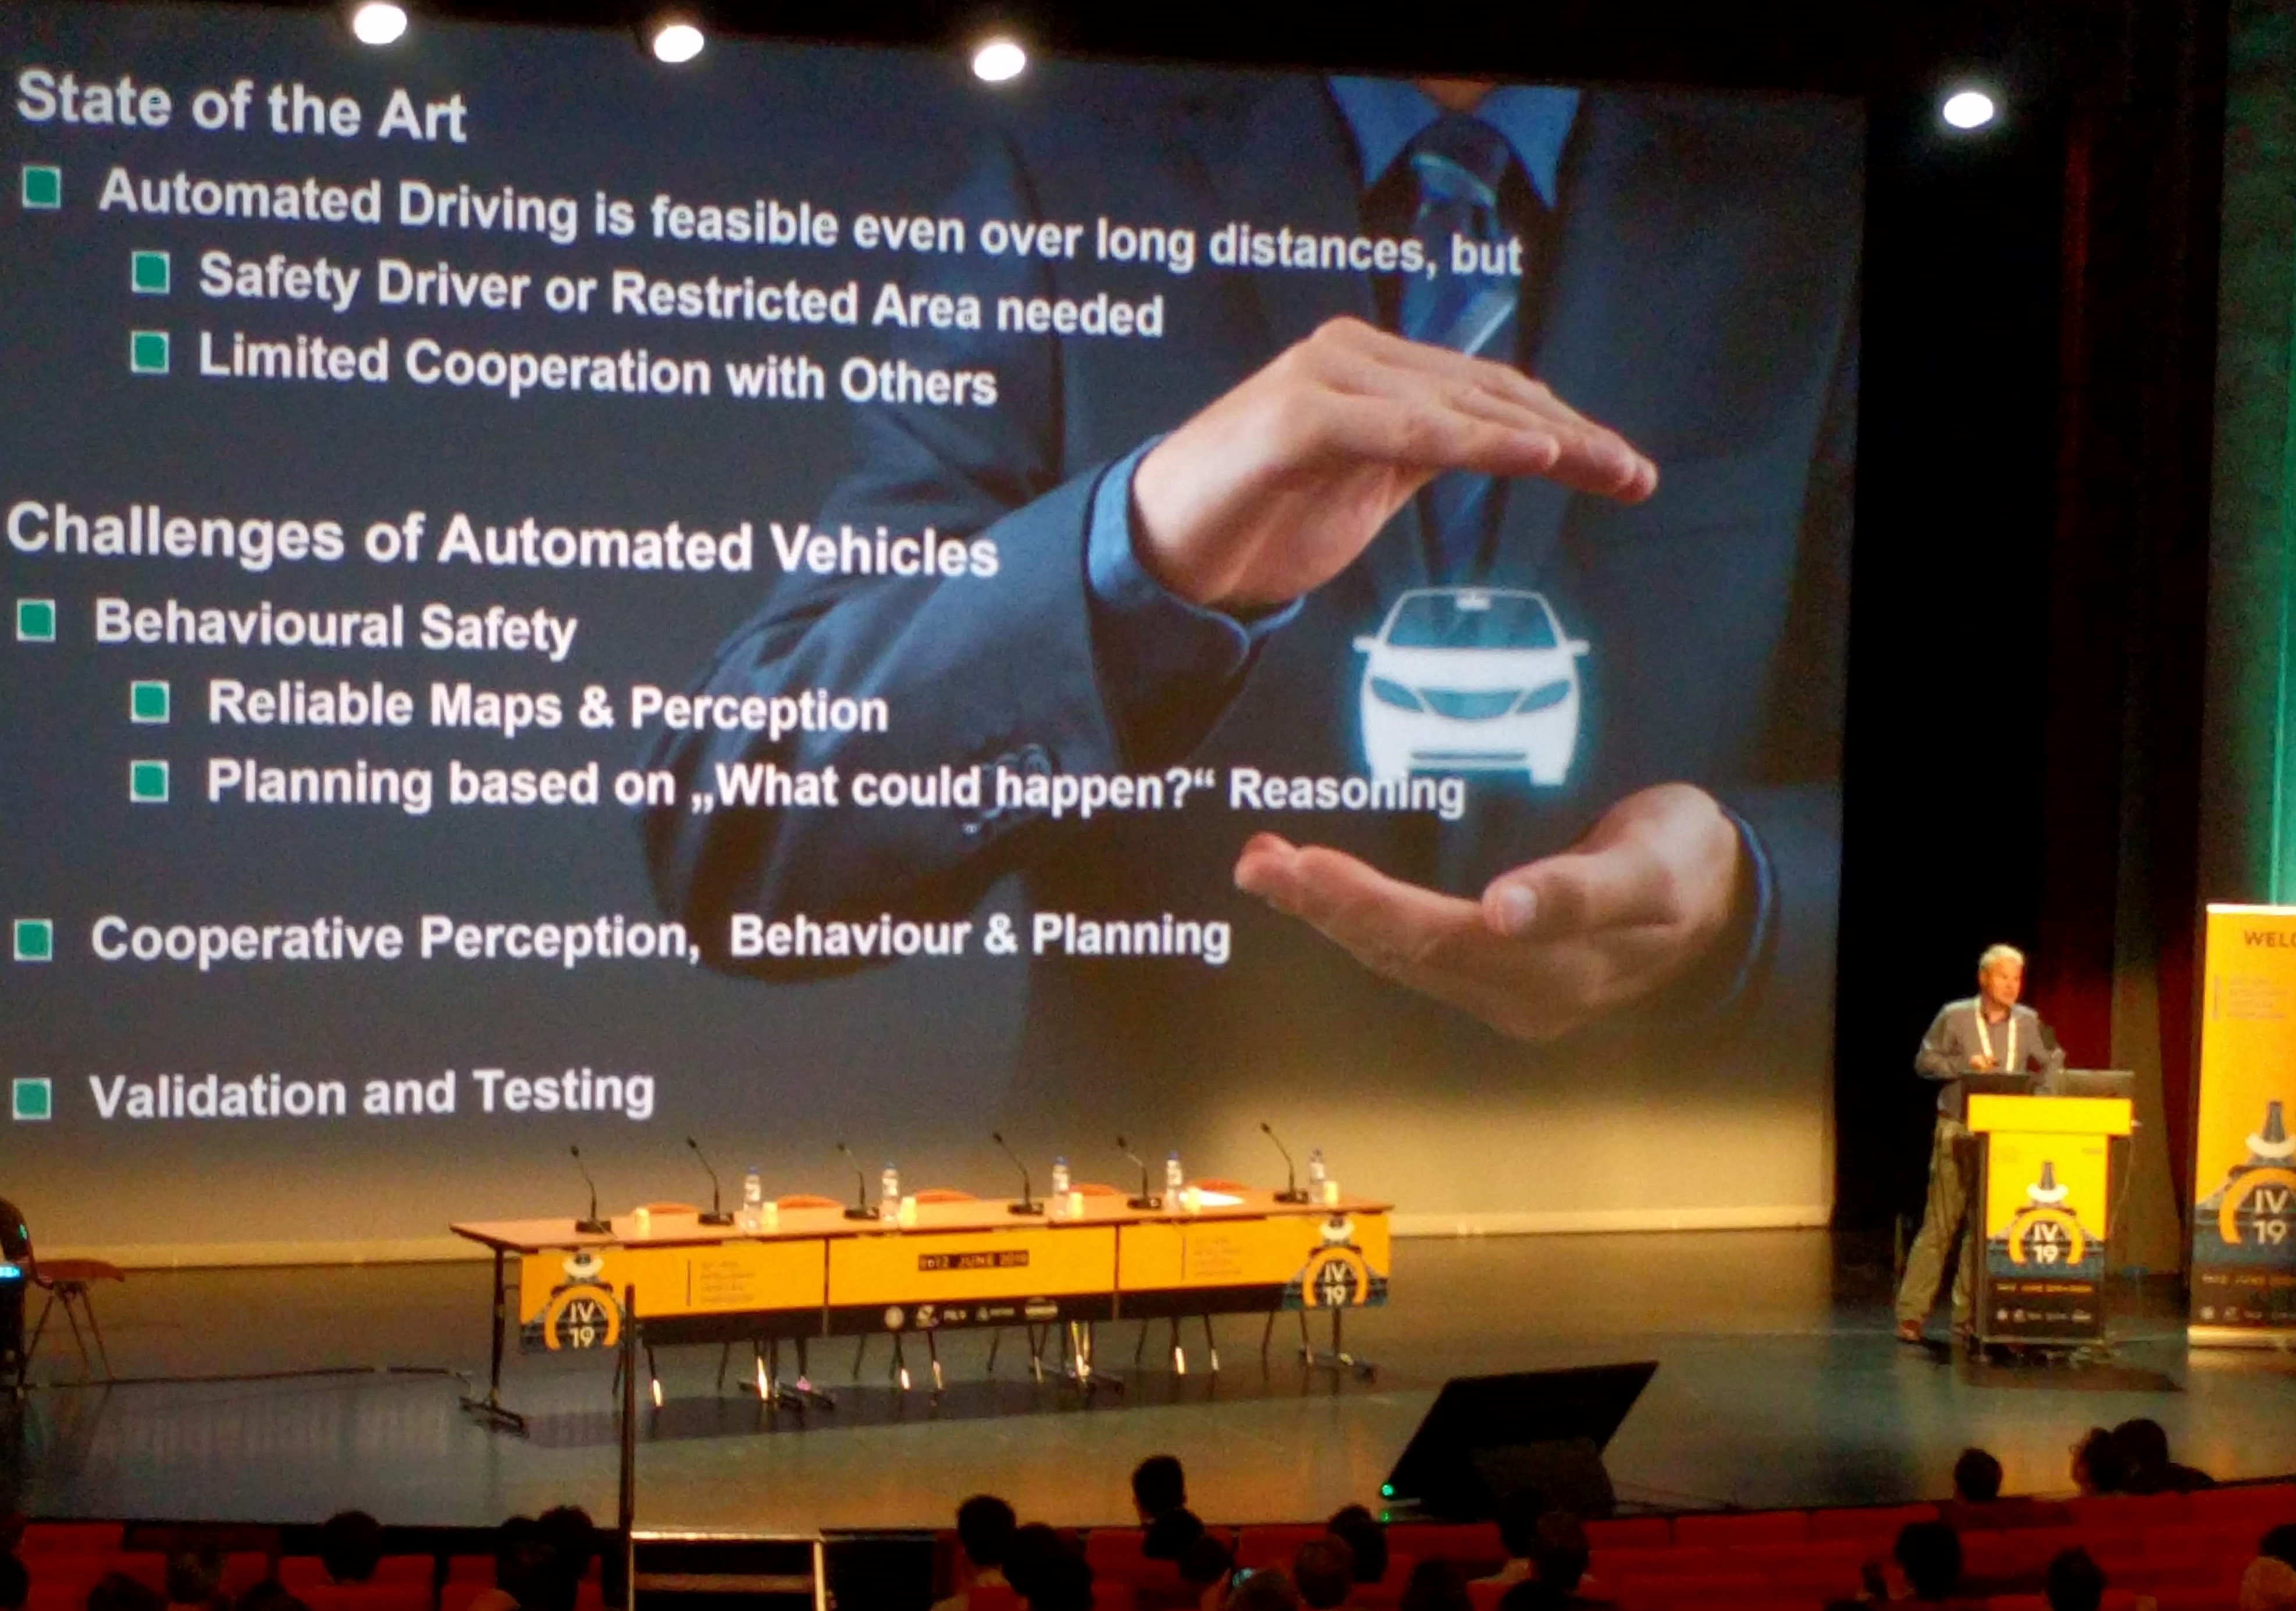 State of the Art
Automated Driving is feasible even over long distances, but
Safety Driver or Restricted Area needed
Limited Cooperation with Others
Challenges of Automated Vehicles
Behavioural Safety
Reliable Maps & Perception
Planning based on „What could happen?“ Reasoning
Cooperative Perception, Behaviour & Planning
Validation and Testing
WELC
IV
19
IV
19
JUNE 2019
IV
19
IV
19